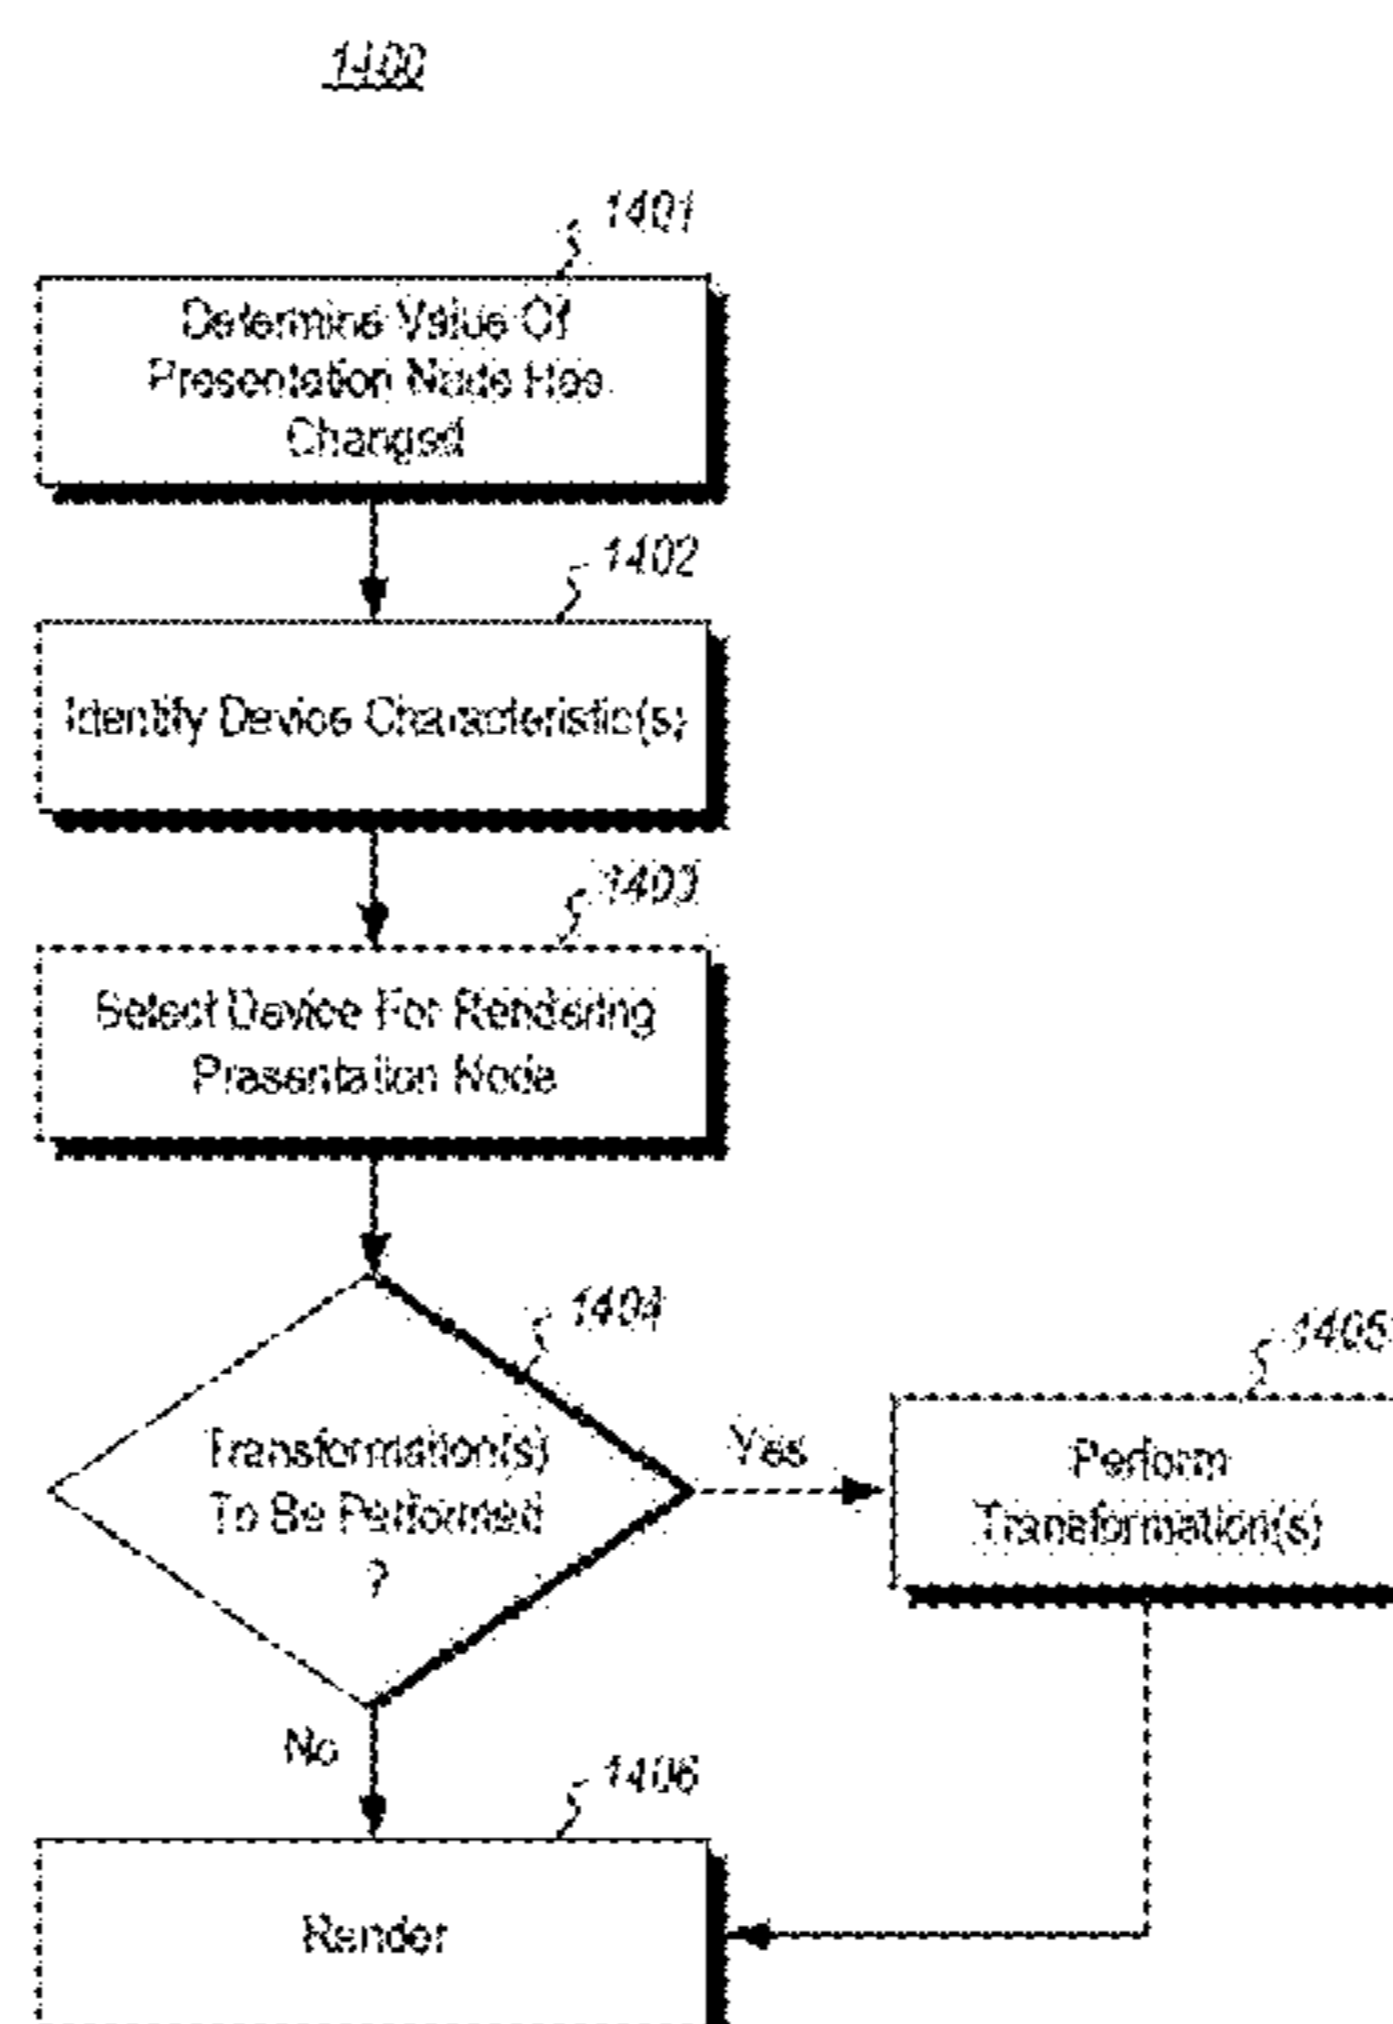 1400
1401
Determine Value Of
Presentation Node Has
Changed
1402
Identify Device Characteristic(s)
1403
Select Device For Rendering
Presentation Node
1404
Transformation(s)
To Be Performed
?
Yes
1405
Perform
Transformation(s)
No
1406
Render